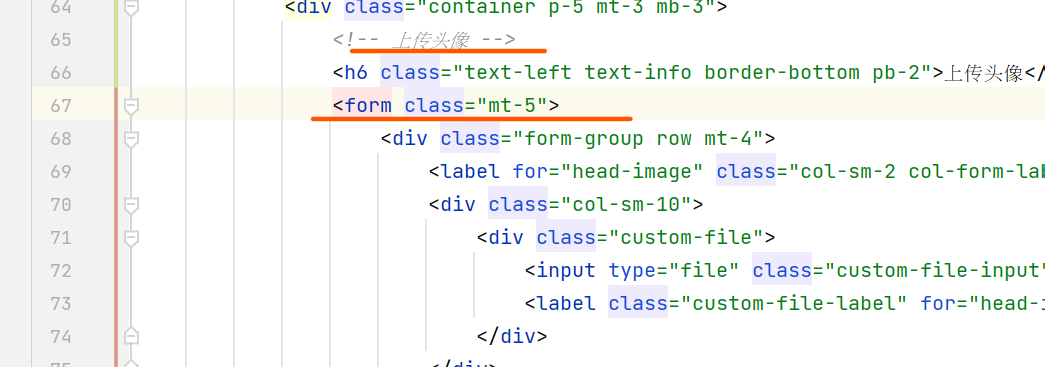 64 <div class="container p-5 mt-3 mb-3">
65 <!-- 上传头像 -->
66 <h6 class="text-left text-info border-bottom pb-2">上传头像</
67 <form class="mt-5">
68 <div class="form-group row mt-4">
69 <label for="head-image" class="col-sm-2 col-form-lab
70 <div class="col-sm-10">
71 <div class="custom-file">
72 <input type="file" class="custom-file-input"
73 <label class="custom-file-label" for="head-i
74 </div>
75 </div>